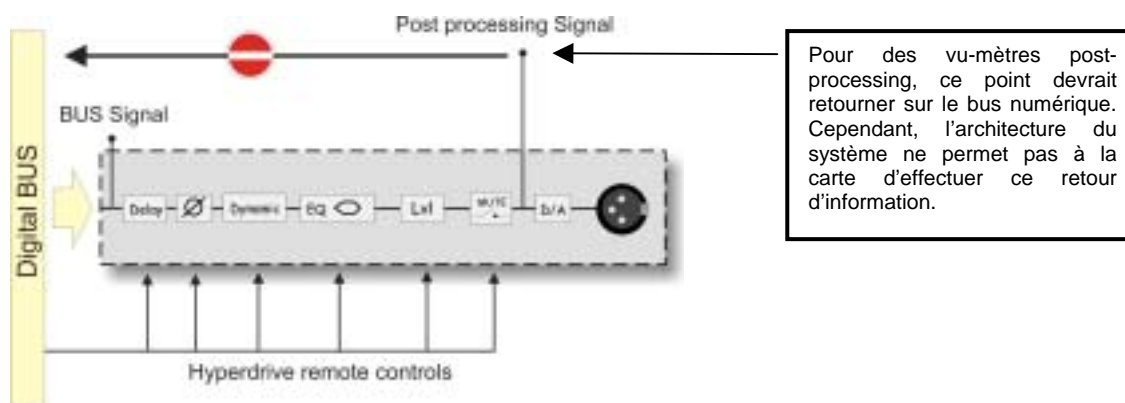 Post processing Signal
BUS Signal
Digital BUS
Delay
Dynamic
EQ
Lvl
MUTE
D/A
Hyperdrive remote controls
Pour des vu-mètres post-
processing, ce point devrait
retourner sur le bus numérique.
Cependant, l’architecture du
système ne permet pas à la
carte d’effectuer ce retour
d’information.